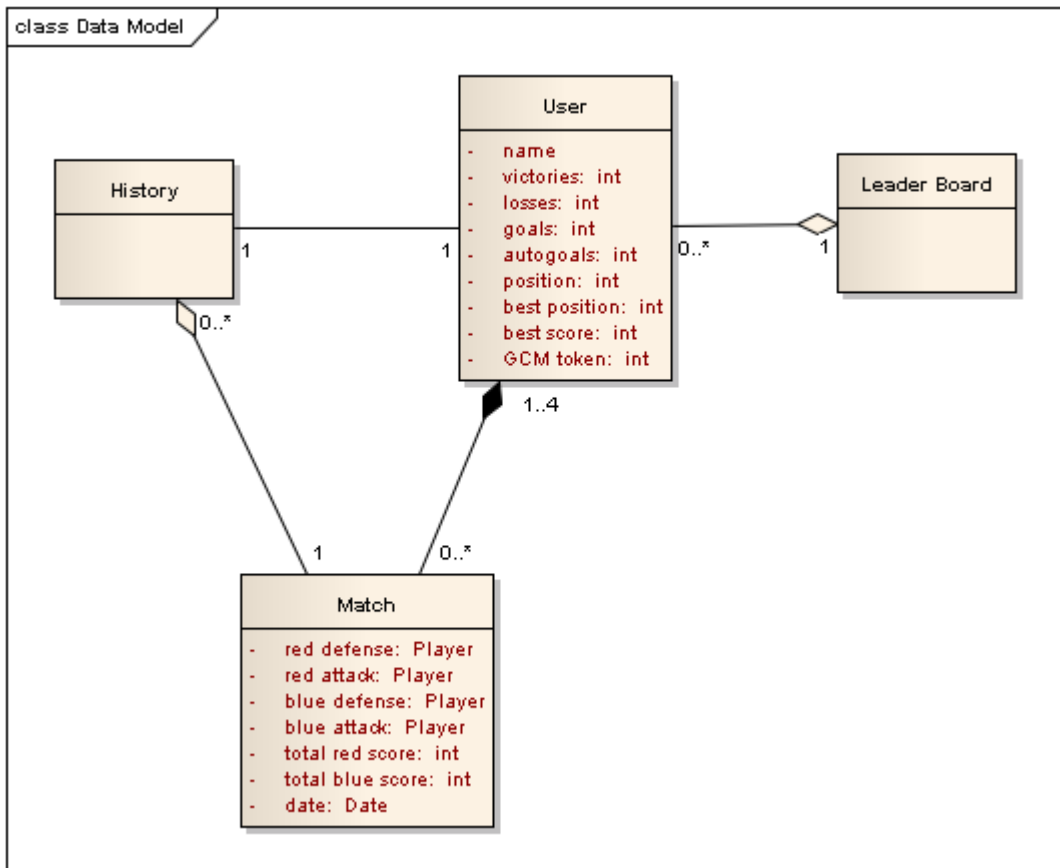 class Data Model
User
- name
- victories: int
- losses: int
- goals: int
- autogoals: int
- position: int
- best position: int
- best score: int
- GCM token: int
History
Leader Board
1
1
0..*
1
0..*
1..4
1
0..*
Match
- red defense: Player
- red attack: Player
- blue defense: Player
- blue attack: Player
- total red score: int
- total blue score: int
- date: Date